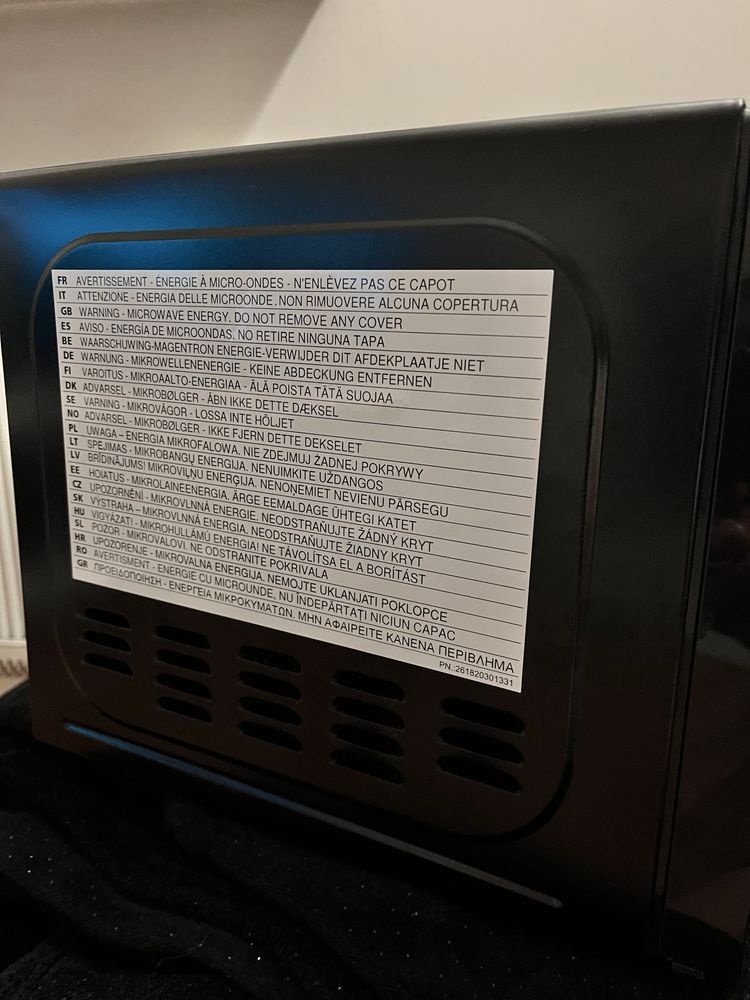 FR AVERTISSEMENT - ÉNERGIE À MICRO-ONDES - N'ENLÈVEZ PAS CE CAPOT
IT ATTENZIONE - ENERGIA DELLE MICROONDE. NON RIMUOVERE ALCUNA COPERTURA
GB WARNING - MICROWAVE ENERGY. DO NOT REMOVE ANY COVER
ES AVISO - ENERGÍA DE MICROONDAS. NO RETIRE NINGUNA TAPA
BE WAARSCHUWING-MAGENTRON ENERGIE-VERWIJDER DIT AFDEKPLAATJE NIET
DE WARNUNG - MIKROWELLENENERGIE - KEINE ABDECKUNG ENTFERNEN
FI VAROITUS - MIKROAALTO-ENERGIAA - ÄLÄ POISTA TÄTÄ SUOJAA
DK ADVARSEL - MIKROBØLGER - ÅBN IKKE DETTE DÆKSEL
SE VARNING - MIKROVÅGOR - LOSSA INTE HÖLJET
NO ADVARSEL - MIKROBØLGER - IKKE FJERN DETTE DEKSELET
PL UWAGA – ENERGIA MIKROFALOWA. NIE ZDEJMUJ ŻADNEJ POKRYWY
LT SPĖJIMAS - MIKROBANGŲ ENERGIJA. NENUIMKITE UŽDANGOS
LV BRĪDINĀJUMS! MIKROVIĻŅU ENERĢIJA. NENOŅEMIET NEVIENU PĀRSEGU
EE HOIATUS - MIKROLAINEENERGIA. ÄRGE EEMALDAGE ÜHTEGI KATET
CZ UPOZORNĚNÍ - MIKROVLNNÁ ENERGIE. NEODSTRAŇUJTE ŽÁDNÝ KRYT
SK VÝSTRAHA – MIKROVLNNÁ ENERGIA. NEODSTRAŇUJTE ŽIADNY KRYT
HU VIGYÁZAT! - MIKROHULLÁMÚ ENERGIA! NE TÁVOLÍTSA EL A BORÍTÁST
SL POZOR - MIKROVALOVI. NE ODSTRANITE POKRIVALA
HR UPOZORENJE - MIKROVALNA ENERGIJA. NEMOJTE UKLANJATI POKLOPCE
RO AVERTISMENT - ENERGIE CU MICROUNDE, NU ÎNDEPĂRTAȚI NICIUN CAPAC
GR ΠΡΟΕΙΔΟΠΟΙΗΣΗ - ΕΝΕΡΓΕΙΑ ΜΙΚΡΟΚΥΜΑΤΩΝ. ΜΗΝ ΑΦΑΙΡΕΙΤΕ ΚΑΝΕΝΑ ΠΕΡΙΒΛΗΜΑ
PN.:261820301331